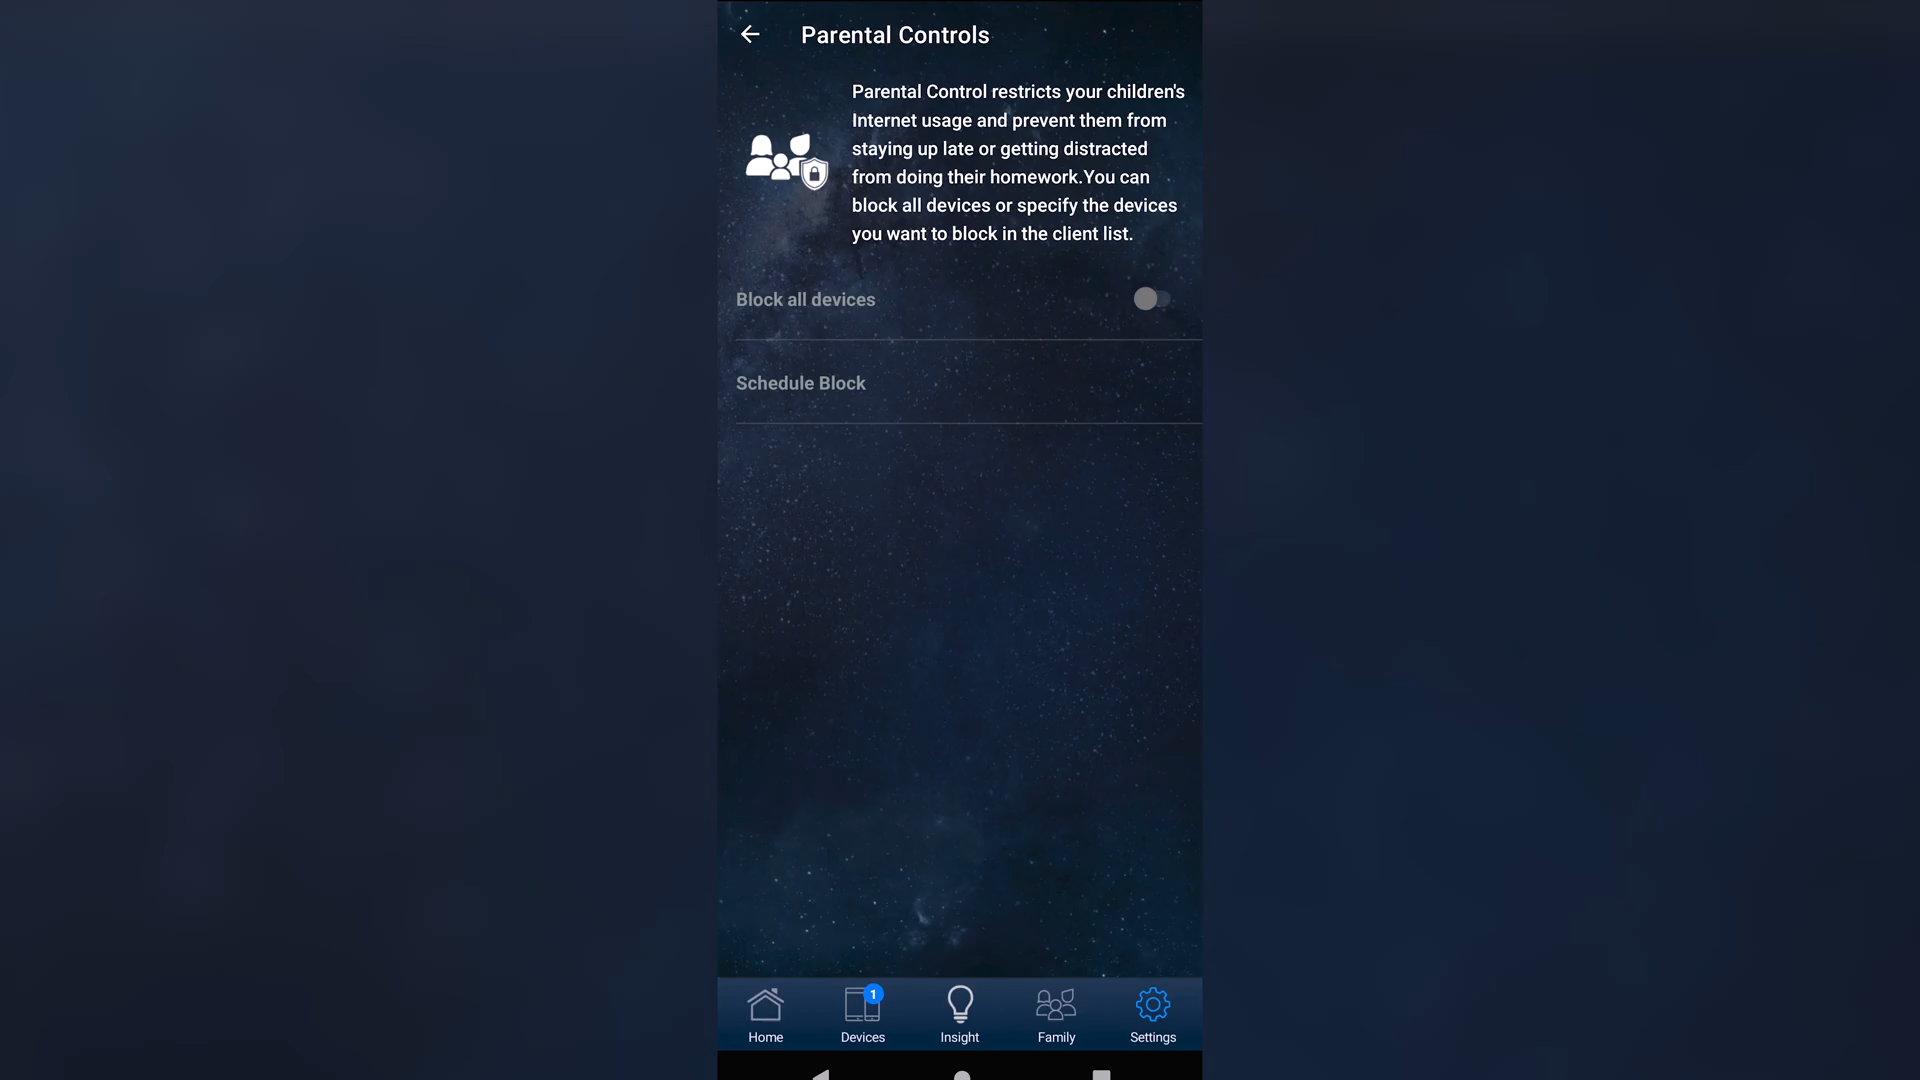 Parental Controls
Parental Control restricts your children's
Internet usage and prevent them from
staying up late or getting distracted
from doing their homework.You can
block all devices or specify the devices
you want to block in the client list.
Block all devices
Schedule Block
1
Home
Devices
Insight
Family
Settings